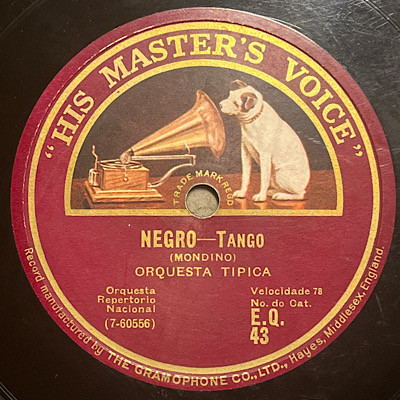 "HIS MASTER'S VOICE"
TRADE MARK REGD
NEGRO—TANGO
(MONDINO)
ORQUESTA TIPICA
Orquesta
Repertorio
Nacional
(7-60556)
Velocidade 78
No. do Cat.
E.Q.
43
Record manufactured by THE GRAMOPHONE CO., LTD., Hayes, Middlesex, England.